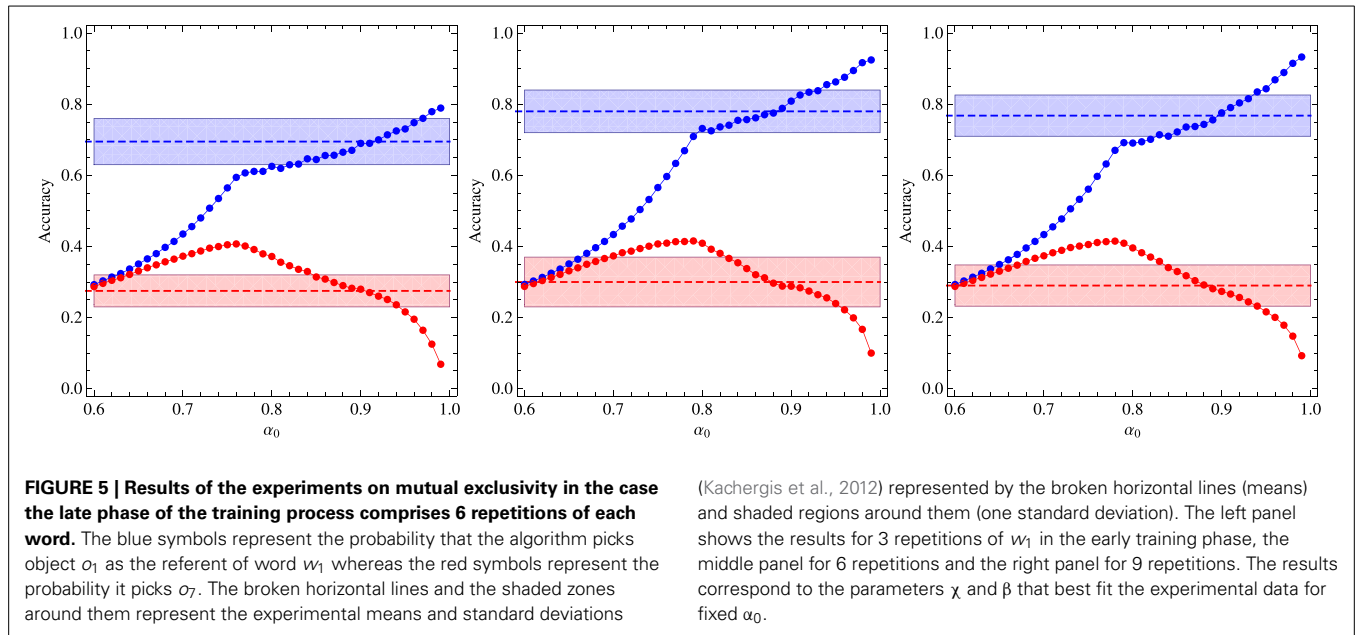 1.0
0.8
0.6
0.4
0.2
0.0
Accuracy
0.6 0.7 0.8 0.9 1.0
α0
1.0
0.8
0.6
0.4
0.2
0.0
Accuracy
0.6 0.7 0.8 0.9 1.0
α0
1.0
0.8
0.6
0.4
0.2
0.0
Accuracy
0.6 0.7 0.8 0.9 1.0
α0
FIGURE 5 | Results of the experiments on mutual exclusivity in the case
the late phase of the training process comprises 6 repetitions of each
word. The blue symbols represent the probability that the algorithm picks
object o1 as the referent of word w1 whereas the red symbols represent the
probability it picks o7. The broken horizontal lines and the shaded zones
around them represent the experimental means and standard deviations
(Kachergis et al., 2012) represented by the broken horizontal lines (means)
and shaded regions around them (one standard deviation). The left panel
shows the results for 3 repetitions of w1 in the early training phase, the
middle panel for 6 repetitions and the right panel for 9 repetitions. The results
correspond to the parameters χ and β that best fit the experimental data for
fixed α0.